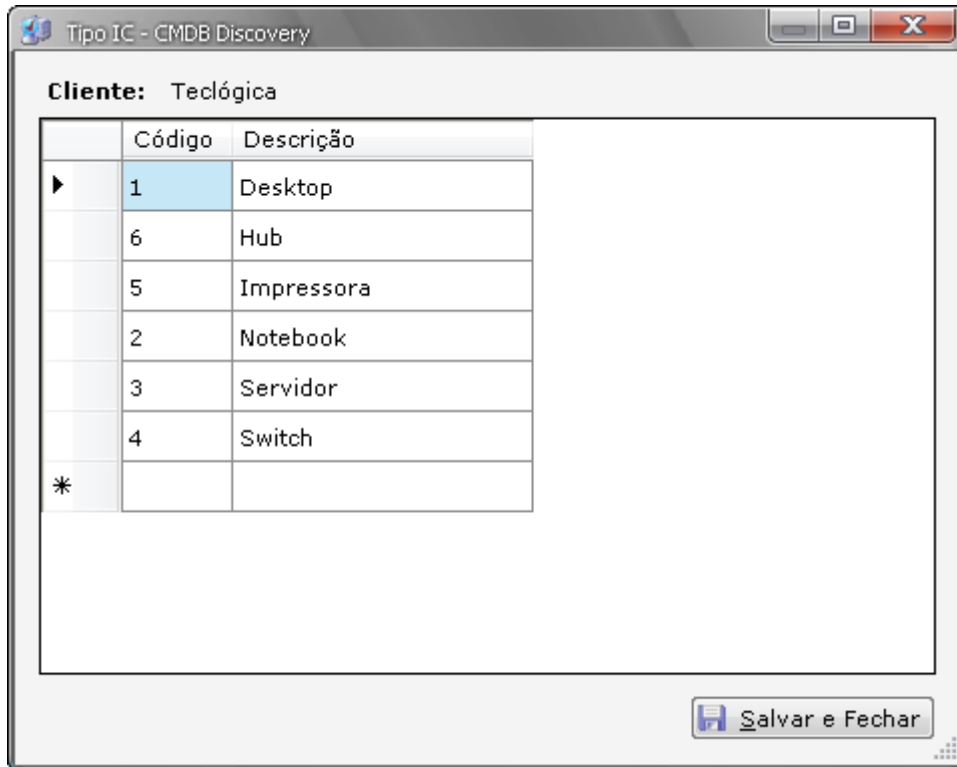 Tipo IC - CMDB Discovery
Cliente: Teclógica
Código Descrição
1 Desktop
6 Hub
5 Impressora
2 Notebook
3 Servidor
4 Switch
Salvar e Fechar